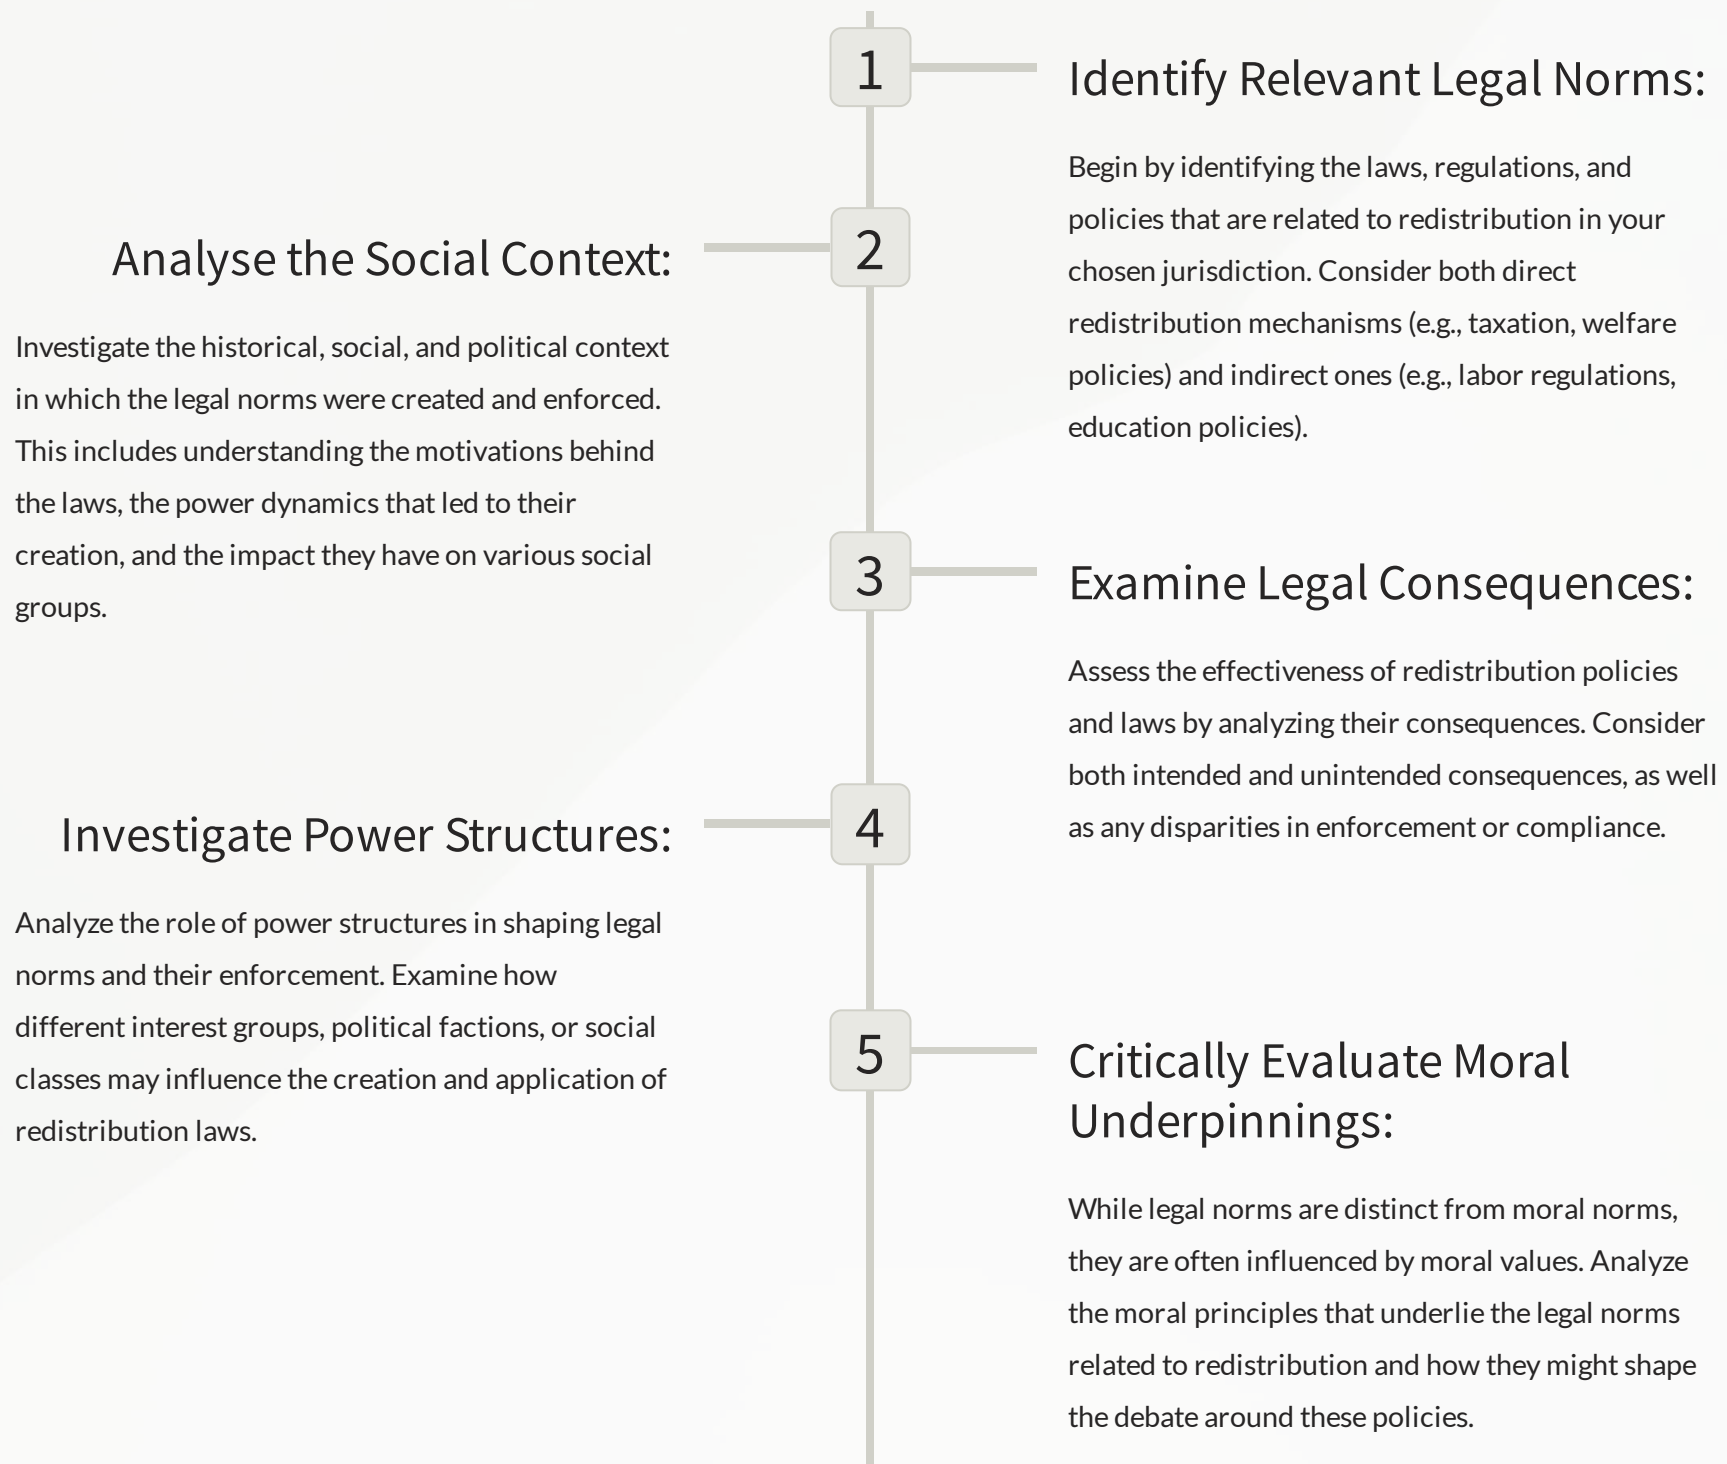 1
Identify Relevant Legal Norms:
Begin by identifying the laws, regulations, and
policies that are related to redistribution in your
chosen jurisdiction. Consider both direct
redistribution mechanisms (e.g., taxation, welfare
policies) and indirect ones (e.g., labor regulations,
education policies).
2
Analyse the Social Context:
Investigate the historical, social, and political context
in which the legal norms were created and enforced.
This includes understanding the motivations behind
the laws, the power dynamics that led to their
creation, and the impact they have on various social
groups.
3
Examine Legal Consequences:
Assess the effectiveness of redistribution policies
and laws by analyzing their consequences. Consider
both intended and unintended consequences, as well
as any disparities in enforcement or compliance.
4
Investigate Power Structures:
Analyze the role of power structures in shaping legal
norms and their enforcement. Examine how
different interest groups, political factions, or social
classes may influence the creation and application of
redistribution laws.
5
Critically Evaluate Moral
Underpinnings:
While legal norms are distinct from moral norms,
they are often influenced by moral values. Analyze
the moral principles that underlie the legal norms
related to redistribution and how they might shape
the debate around these policies.